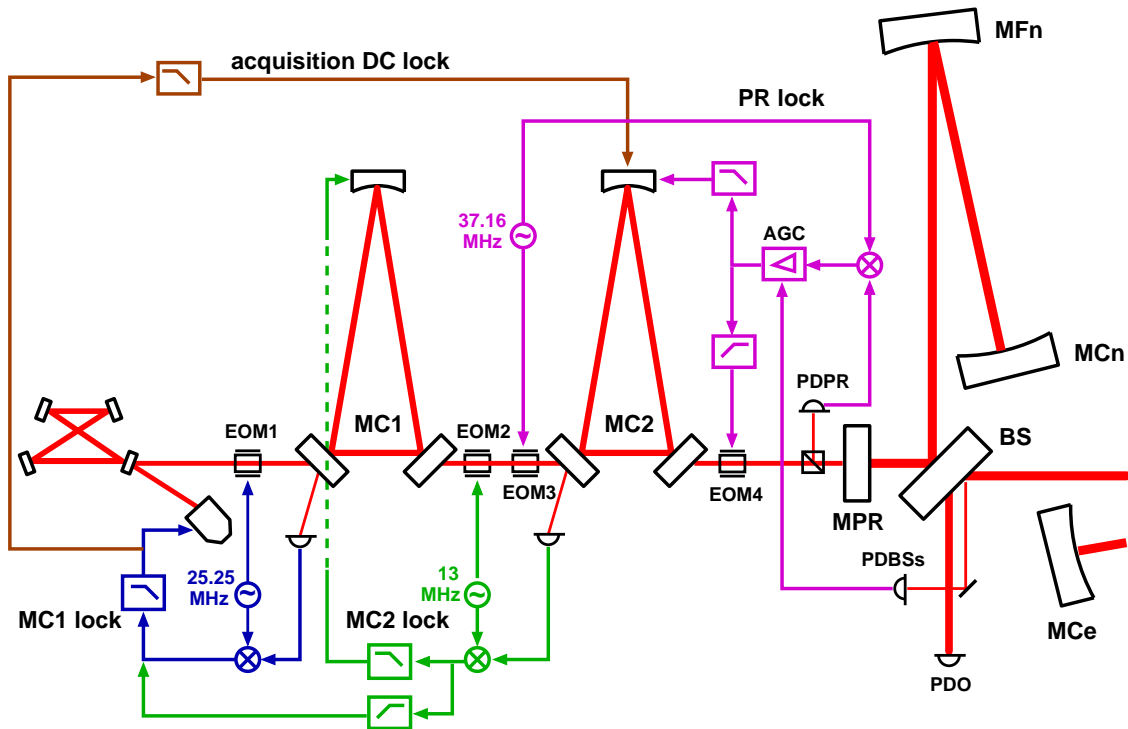 MFn
acquisition DC lock
PR lock
37.16
MHz
AGC
MCn
PDPR
MC1
MC2
BS
EOM1
EOM2
EOM3
EOM4
MPR
PDBSs
25.25
MHz
13
MHz
MC1 lock
MC2 lock
MCe
PDO